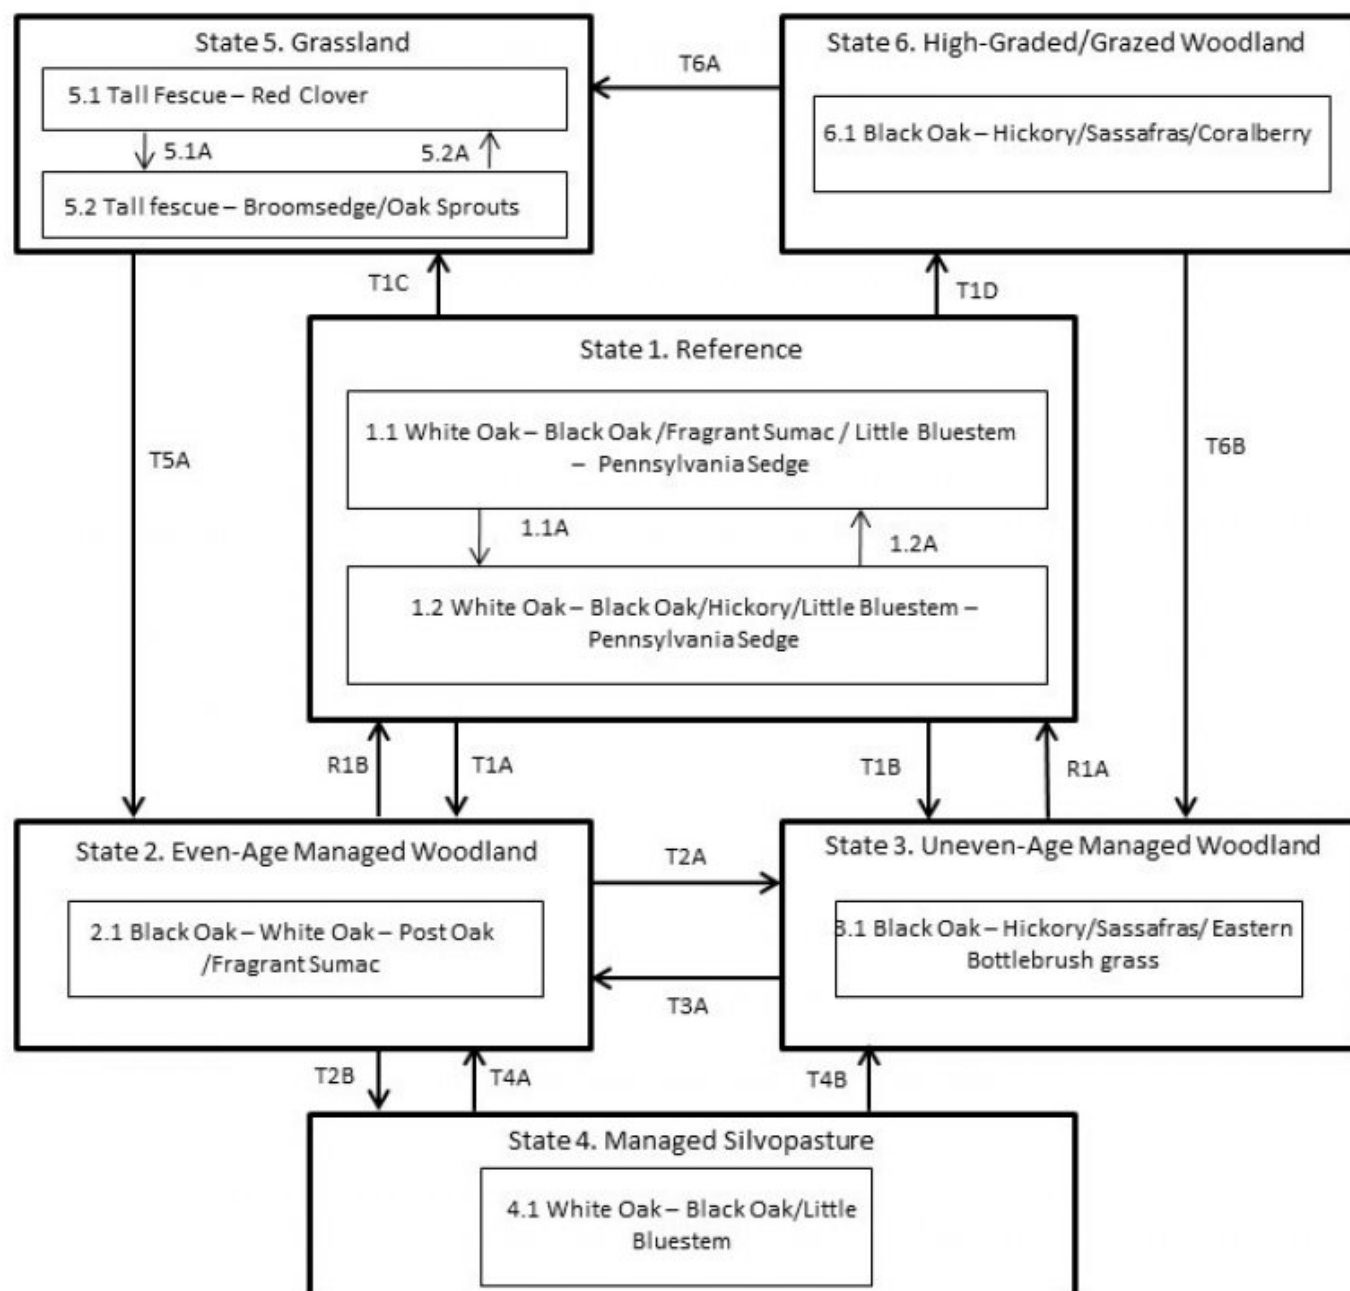 State 5. Grassland
5.1 Tall Fescue – Red Clover
5.1A
5.2A
5.2 Tall fescue – Broomsedge/Oak Sprouts
T6A
State 6. High-Graded/Grazed Woodland
6.1 Black Oak – Hickory/Sassafras/Coralberry
T1C
T1D
State 1. Reference
1.1 White Oak – Black Oak /Fragrant Sumac / Little Bluestem
– Pennsylvania Sedge
1.1A
1.2A
1.2 White Oak – Black Oak/Hickory/Little Bluestem –
Pennsylvania Sedge
T5A
T6B
R1B
T1A
T1B
R1A
State 2. Even-Age Managed Woodland
2.1 Black Oak – White Oak – Post Oak
/Fragrant Sumac
T2A
T3A
State 3. Uneven-Age Managed Woodland
3.1 Black Oak – Hickory/Sassafras/ Eastern
Bottlebrush grass
T2B
T4A
T4B
State 4. Managed Silvopasture
4.1 White Oak – Black Oak/Little
Bluestem